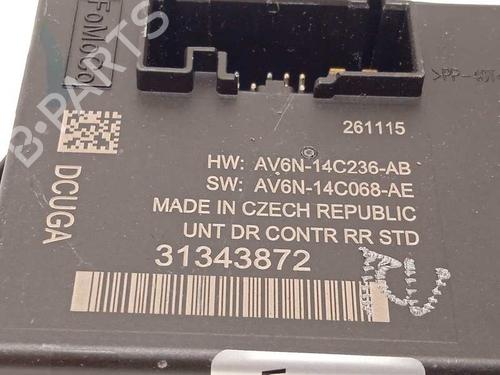 FoMoCo
>PP-
261115
HW: AV6N-14C236-AB
SW: AV6N-14C068-AE
MADE IN CZECH REPUBLIC
UNT DR CONTR RR STD
31343872
DCUGA
B-Parts